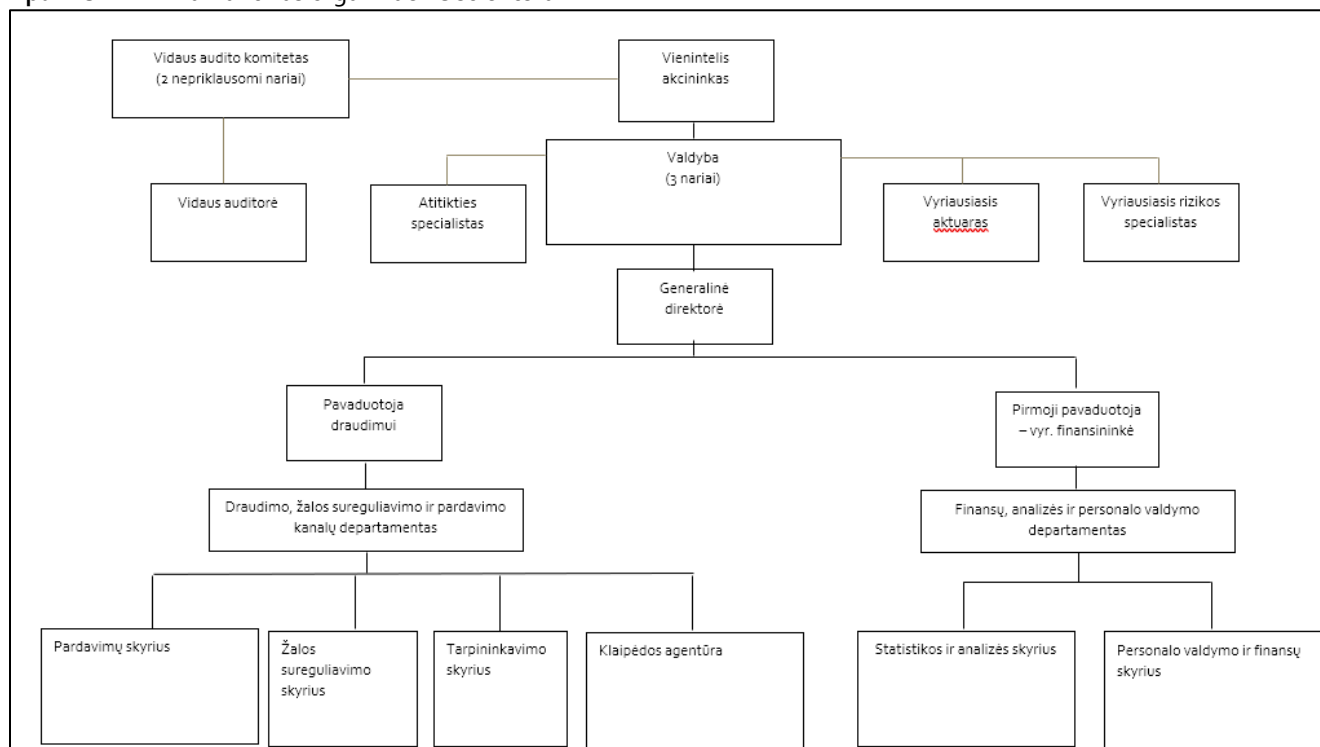 Vidaus audito komitetas
(2 nepriklausomi nariai)
Vienintelis
akcininkas
Valdyba
(3 nariai)
Vidaus auditorė
Atitikties
specialistas
Vyriausiasis
aktuaras
Vyriausiasis rizikos
specialistas
Generalinė
direktorė
Pavaduotoja
draudimui
Pirmoji pavaduotoja
– vyr. finansininkė
Draudimo, žalos sureguliavimo ir pardavimo
kanalų departamentas
Finansų, analizės ir personalo valdymo
departamentas
Pardavimų skyrius
Žalos
sureguliavimo
skyrius
Tarpininkavimo
skyrius
Klaipėdos agentūra
Statistikos ir analizės skyrius
Personalo valdymo ir finansų
skyrius